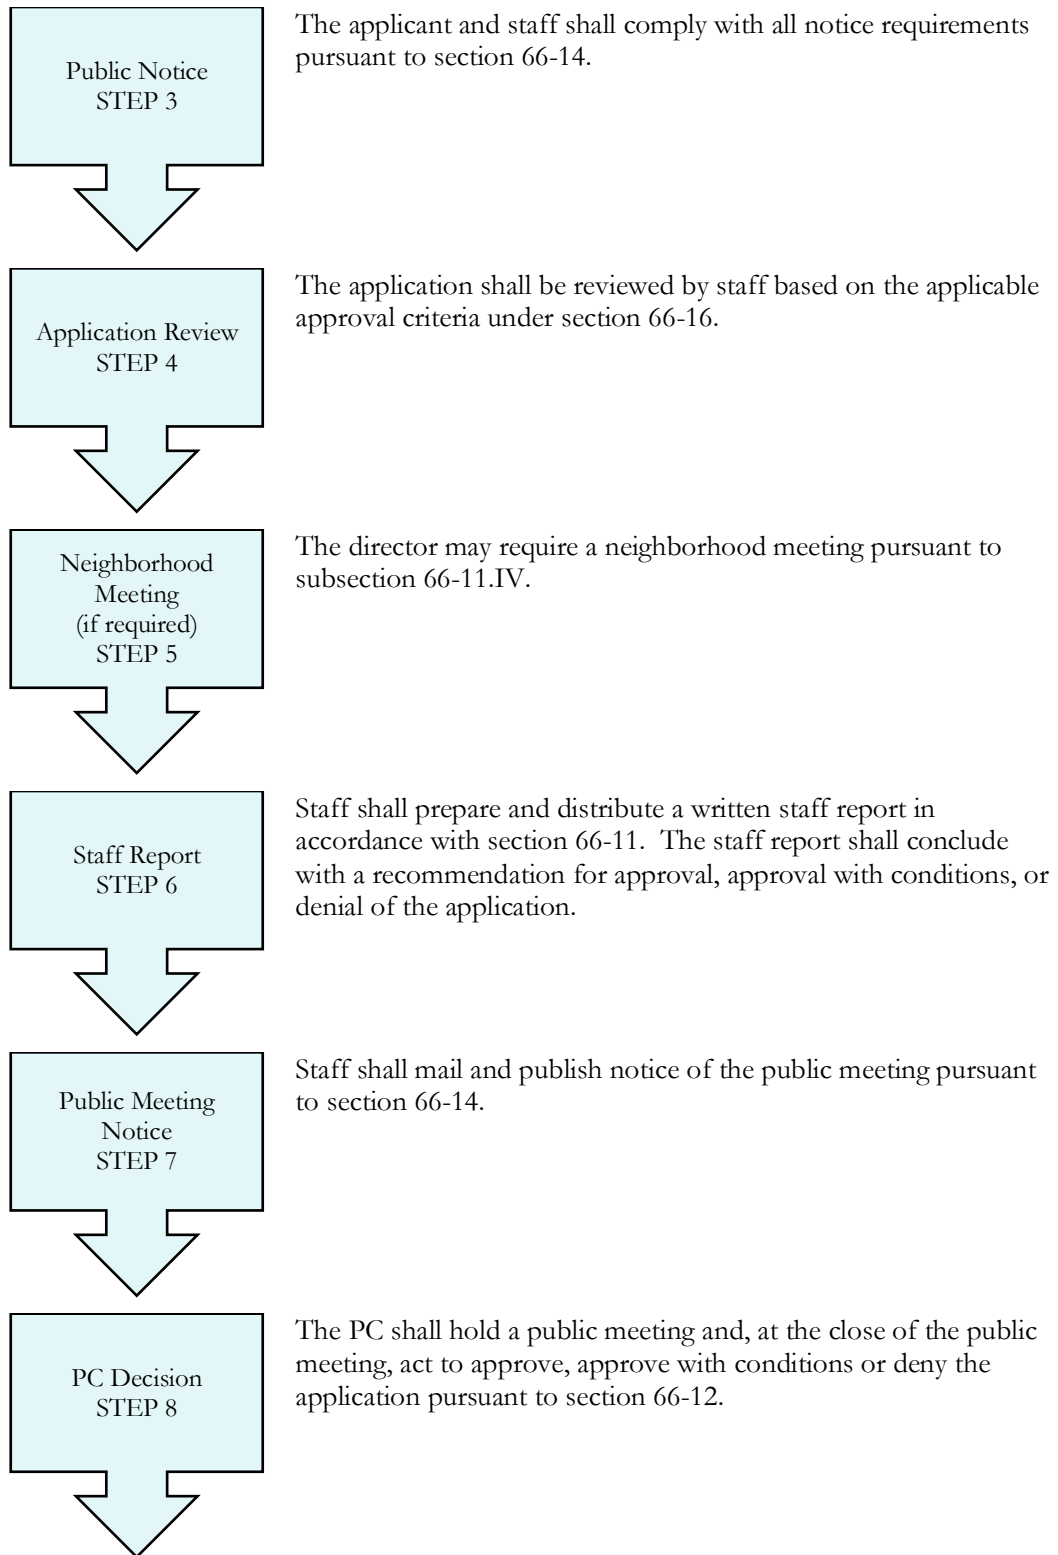 Public Notice
STEP 3
The applicant and staff shall comply with all notice requirements
pursuant to section 66-14.
Application Review
STEP 4
The application shall be reviewed by staff based on the applicable
approval criteria under section 66-16.
Neighborhood
Meeting
(if required)
STEP 5
The director may require a neighborhood meeting pursuant to
subsection 66-11.IV.
Staff Report
STEP 6
Staff shall prepare and distribute a written staff report in
accordance with section 66-11.  The staff report shall conclude
with a recommendation for approval, approval with conditions, or
denial of the application.
Public Meeting
Notice
STEP 7
Staff shall mail and publish notice of the public meeting pursuant
to section 66-14.
PC Decision
STEP 8
The PC shall hold a public meeting and, at the close of the public
meeting, act to approve, approve with conditions or deny the
application pursuant to section 66-12.